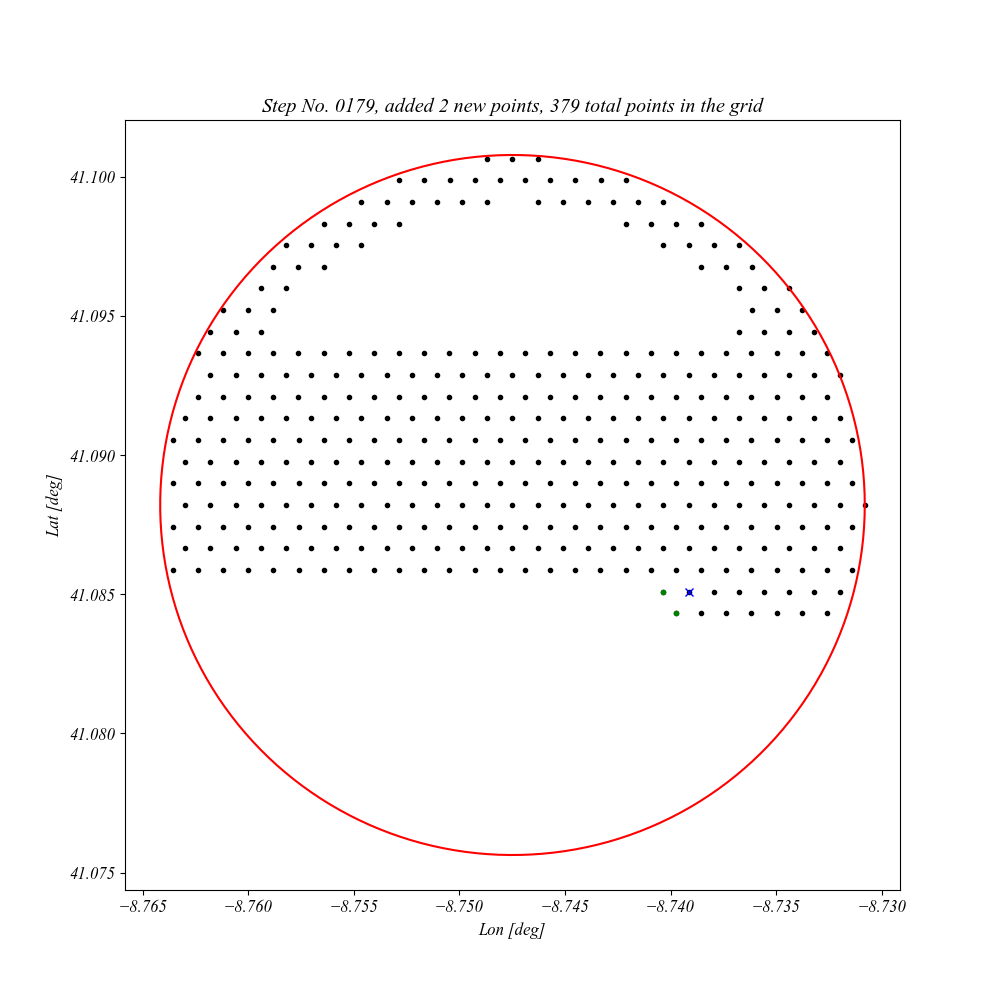 Step No. 0179, added 2 new points, 379 total points in the grid
41.100
41.095
41.090
41.085
41.080
41.075
Lat [deg]
−8.765 −8.760 −8.755 −8.750 −8.745 −8.740 −8.735 −8.730
Lon [deg]